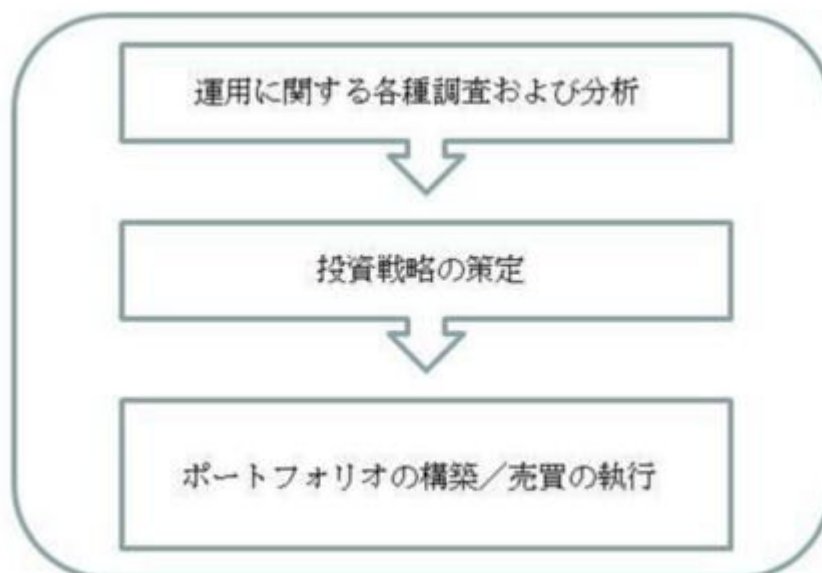 運用に関する各種調査および分析
投資戦略の策定
ポートフォリオの構築／売買の執行